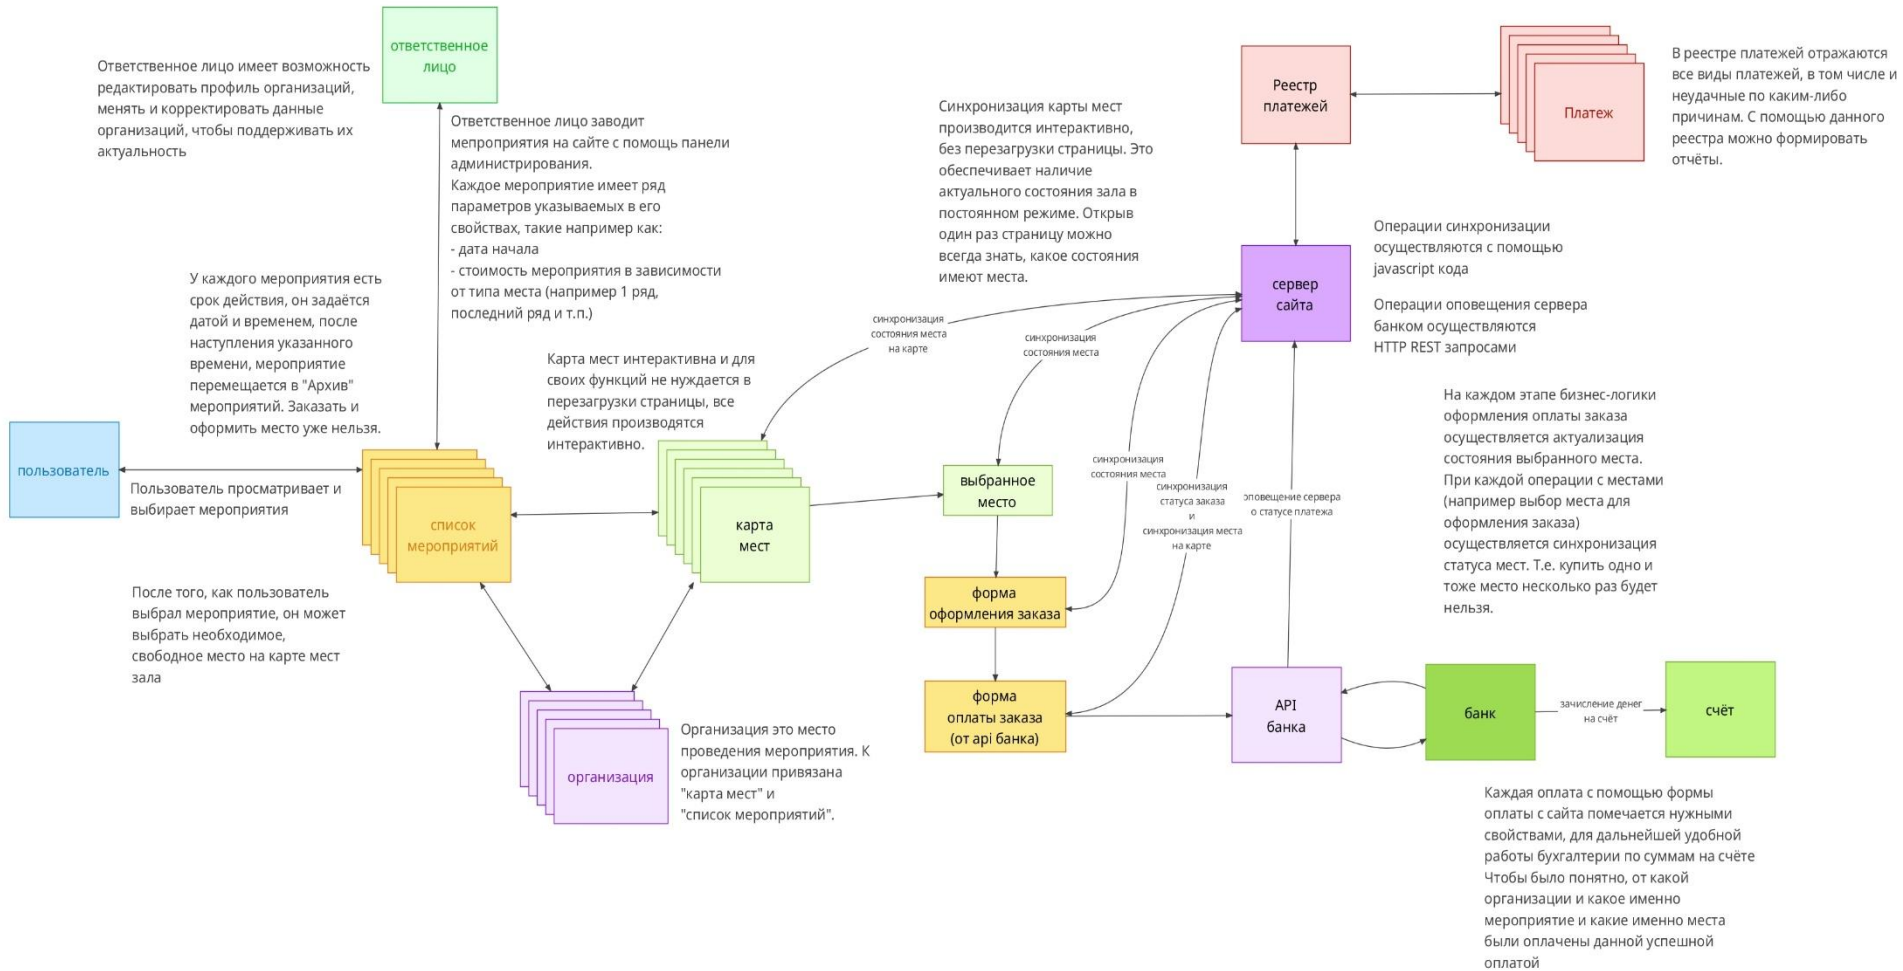 ответственное
лицо
Ответственное лицо имеет возможность
редактировать профиль организаций,
менять и корректировать данные
организаций, чтобы поддерживать их
актуальность
Ответственное лицо заводит
мепроприятия на сайте с помощь панели
администрирования.
Каждое мероприятие имеет ряд
параметров указываемых в его
свойствах, такие например как:
- дата начала
- стоимость мероприятия в зависимости
от типа места (например 1 ряд,
последний ряд и т.п.)
У каждого мероприятия есть
срок действия, он задаётся
датой и временем, после
наступления указанного
времени, мероприятие
перемещается в "Архив"
мероприятий. Заказать и
оформить место уже нельзя.
пользователь
Пользователь просматривает и
выбирает мероприятия
список
мероприятий
После того, как пользователь
выбрал мероприятие, он может
выбрать необходимое,
свободное место на карте мест
зала
Карта мест интерактивна и для
своих функций не нуждается в
перезагрузки страницы, все
действия производятся
интерактивно.
карта
мест
организация
Организация это место
проведения мероприятия. К
организации привязана
"карта мест" и
"список мероприятий".
Синхронизация карты мест
производится интерактивно,
без перезагрузки страницы. Это
обеспечивает наличие
актуального состояния зала в
постоянном режиме. Открыв
один раз страницу можно
всегда знать, какое состояния
имеют места.
синхронизация
состояния места
на карте
синхронизация
состояния места
выбранное
место
синхронизация
состояния места
синхронизация
статуса заказа
и
синхронизация места
на карте
форма
оформления заказа
форма
оплаты заказа
(от api банка)
Реестр
платежей
Платеж
В реестре платежей отражаются
все виды платежей, в том числе и
неудачные по каким-либо
причинам. С помощью данного
реестра можно формировать
отчёты.
сервер
сайта
Операции синхронизации
осуществляются с помощью
javascript кода
Операции оповещения сервера
банком осуществляются
HTTP REST запросами
оповещение сервера
о статусе платежа
На каждом этапе бизнес-логики
оформления оплаты заказа
осуществляется актуализация
состояния выбранного места.
При каждой операции с местами
(например выбор места для
оформления заказа)
осуществляется синхронизация
статуса мест. Т.е. купить одно и
тоже место несколько раз будет
нельзя.
API
банка
банк
зачисление денег
на счёт
счёт
Каждая оплата с помощью формы
оплаты с сайта помечается нужными
свойствами, для дальнейшей удобной
работы бухгалтерии по суммам на счёте
Чтобы было понятно, от какой
организации и какое именно
мероприятие и какие именно места
были оплачены данной успешной
оплатой